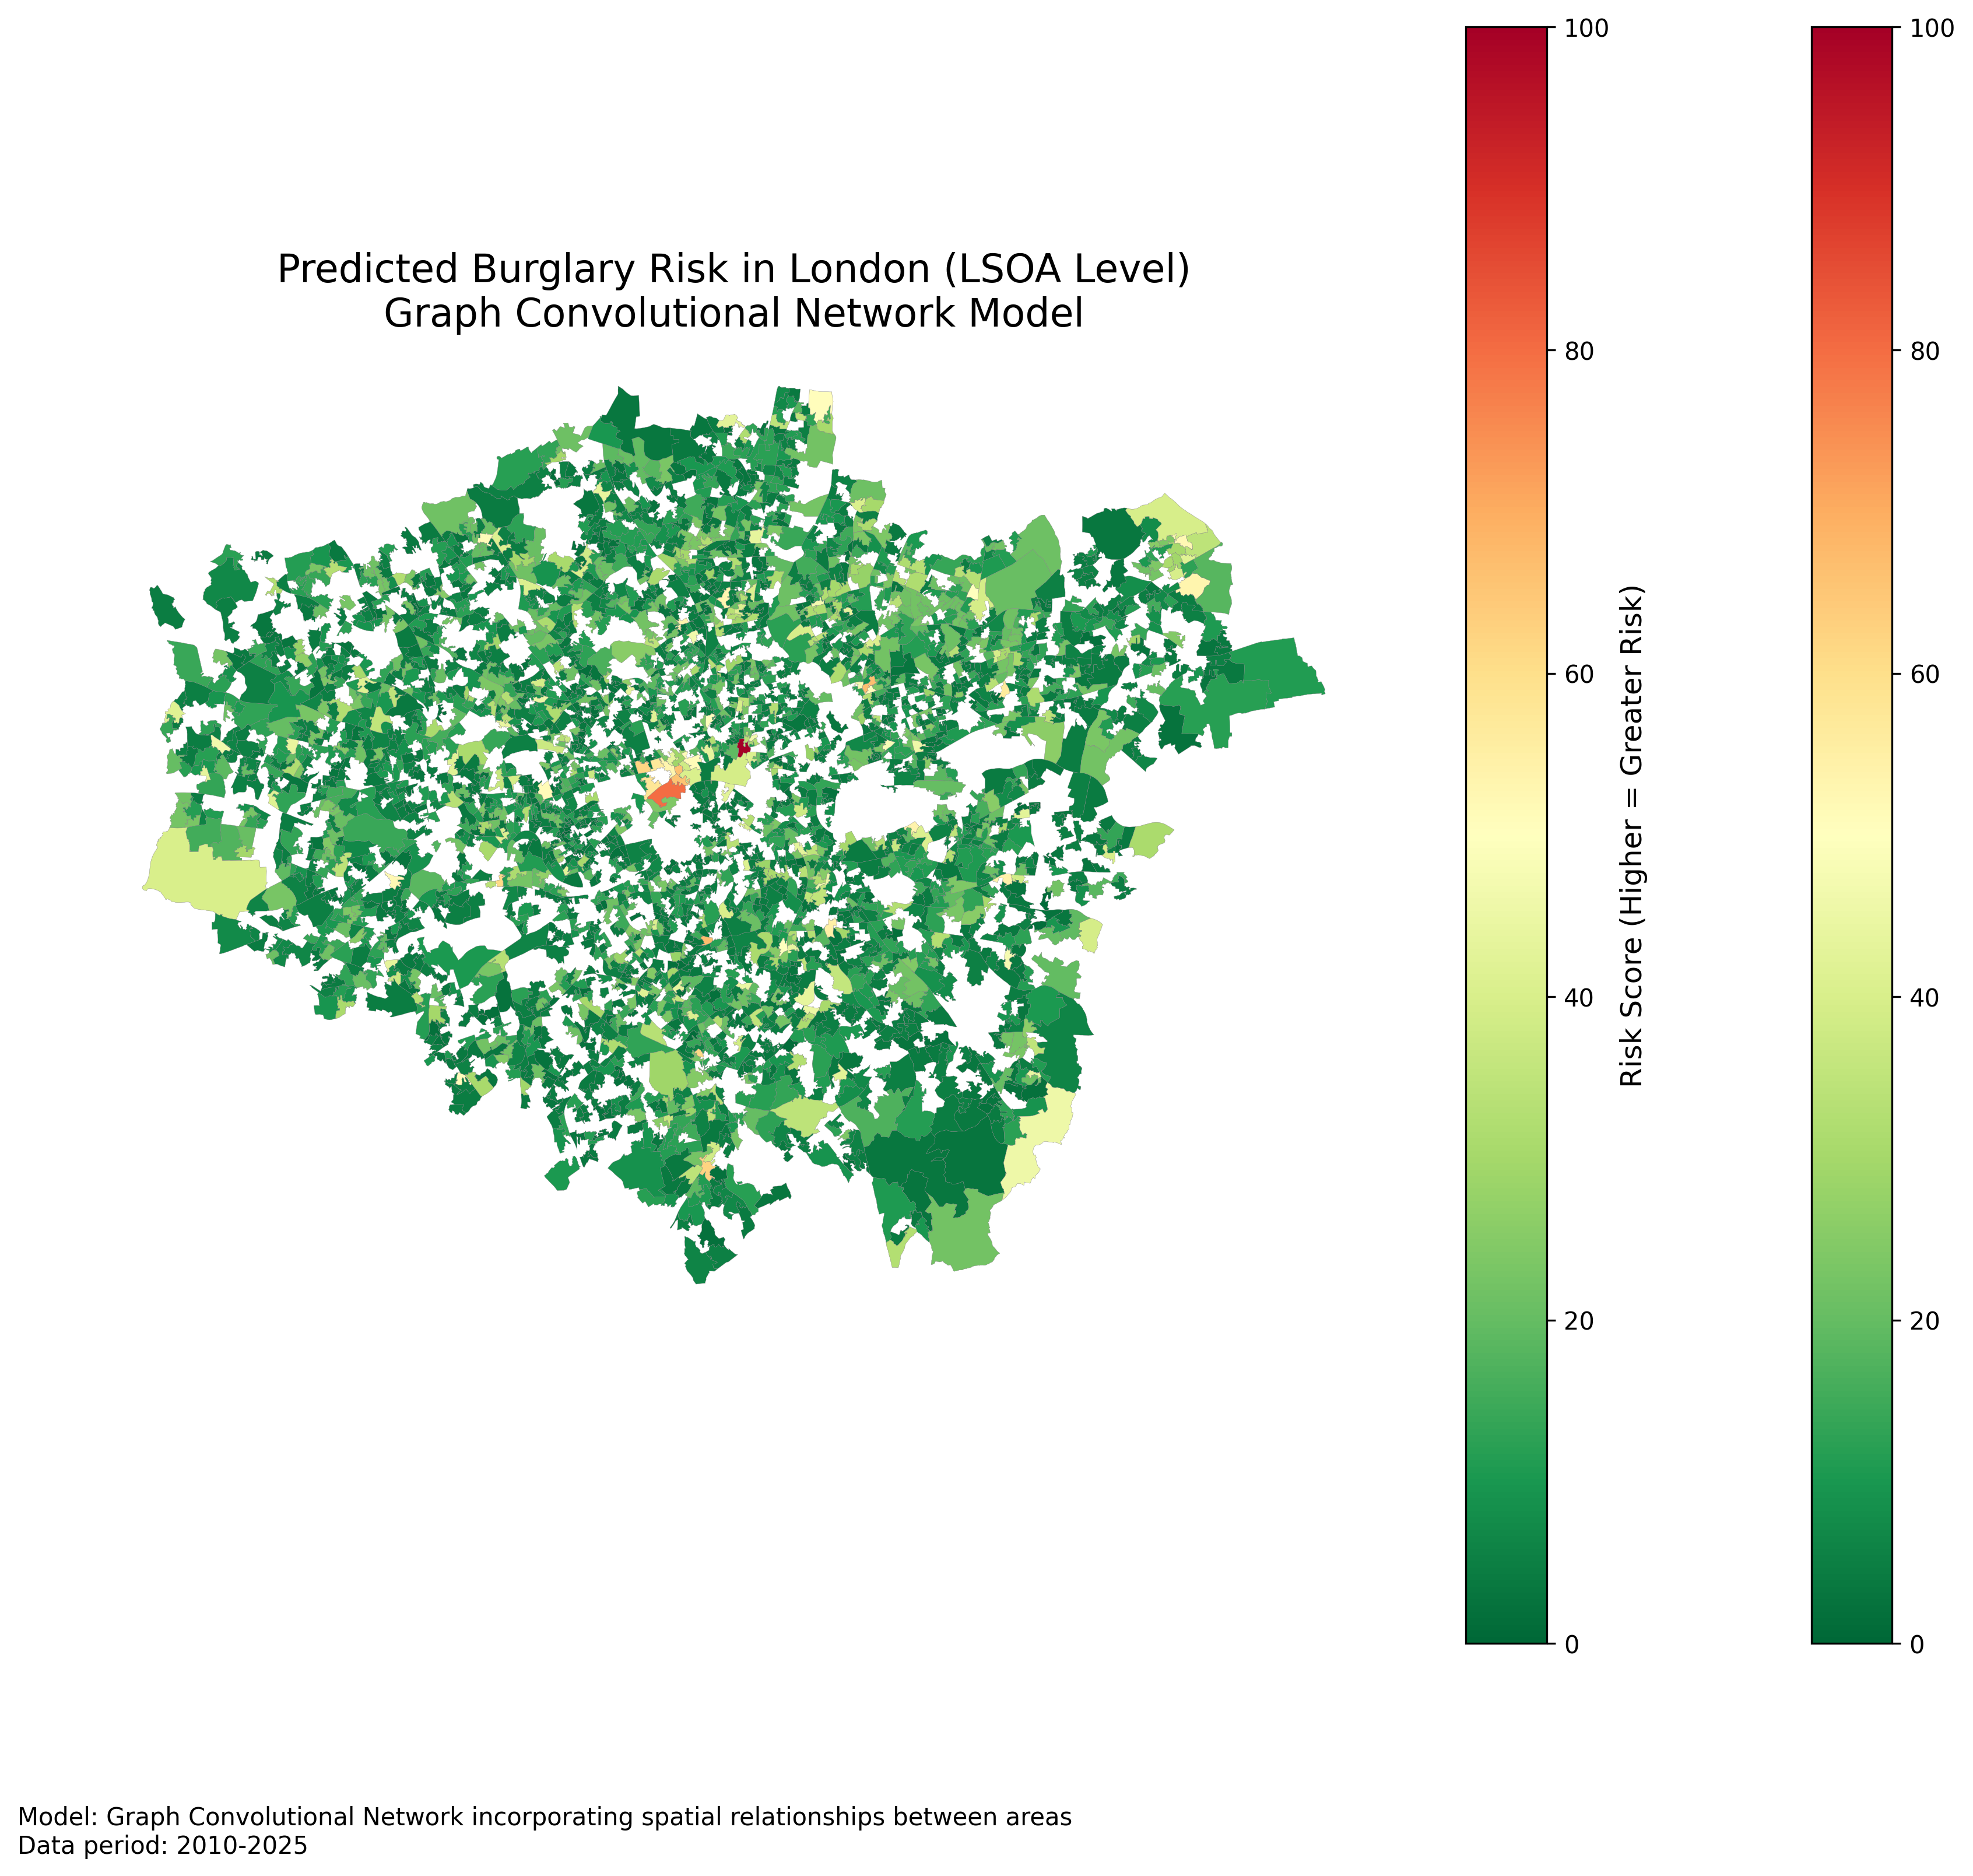 Predicted Burglary Risk in London (LSOA Level)
Graph Convolutional Network Model
100
80
60
40
20
0
Risk Score (Higher = Greater Risk)
100
80
60
40
20
0
Model: Graph Convolutional Network incorporating spatial relationships between areas
Data period: 2010-2025